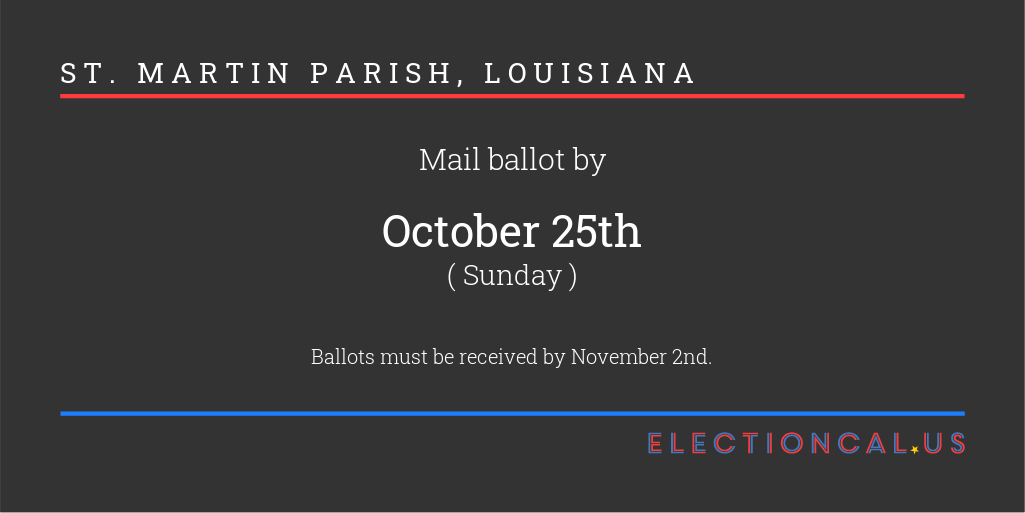 ST. MARTIN PARISH, LOUISIANA
Mail ballot by
October 25th
( Sunday )
Ballots must be received by November 2nd.
ELECTIONCAL.US